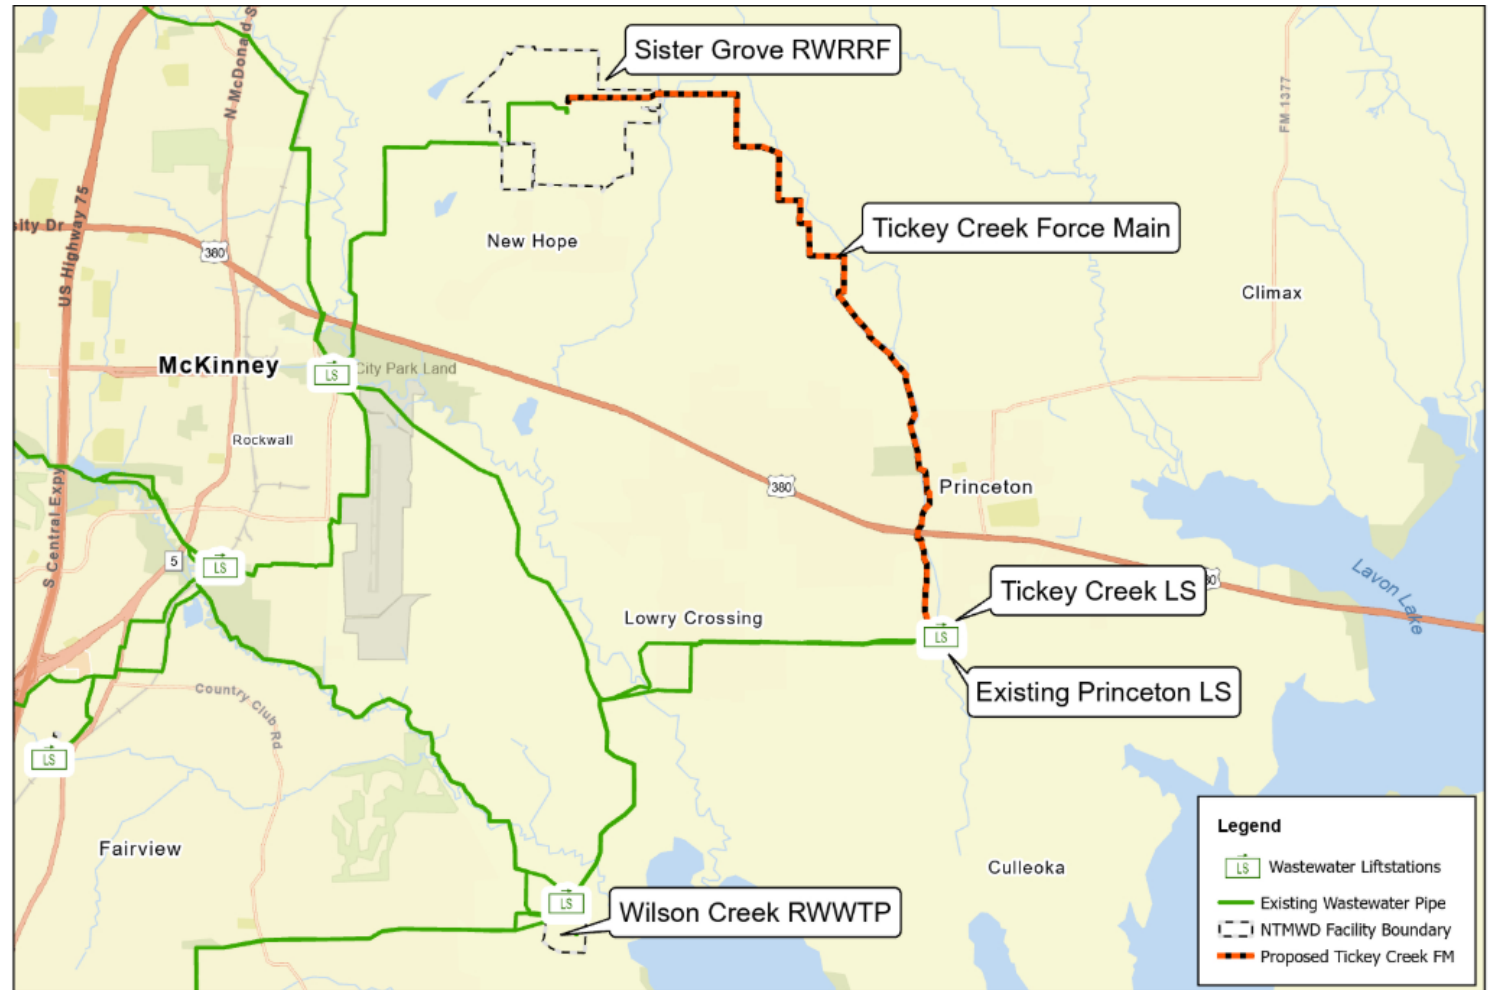 N McDonald S
Sister Grove RWRRF
FM 1377
US Highway 75
sity Dr
380
New Hope
Tickey Creek Force Main
Climax
McKinney
LS
City Park Land
Rockwall
S Central Expy
380
Princeton
5
LS
Lavon Lake
Tickey Creek LS
80
Lowry Crossing
LS
Existing Princeton LS
Country Club Rd
LS
Fairview
Culleoka
LS
Wilson Creek RWWTP
Legend
LS Wastewater Liftstations
Existing Wastewater Pipe
NTMWD Facility Boundary
Proposed Tickey Creek FM